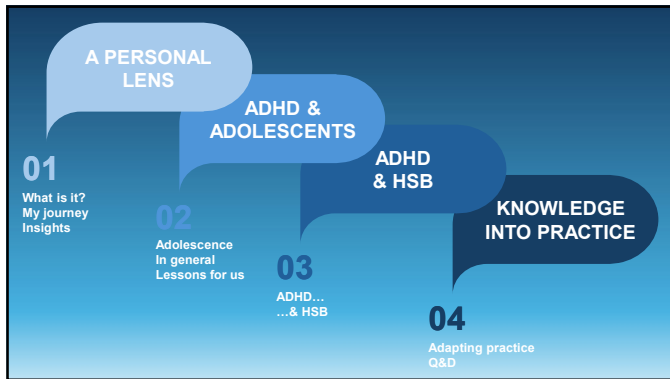 A PERSONAL
LENS
01
What is it?
My journey
Insights
ADHD &
ADOLESCENTS
02
Adolescence
In general
Lessons for us
ADHD
& HSB
03
ADHD…
…& HSB
KNOWLEDGE
INTO PRACTICE
04
Adapting practice
Q&D